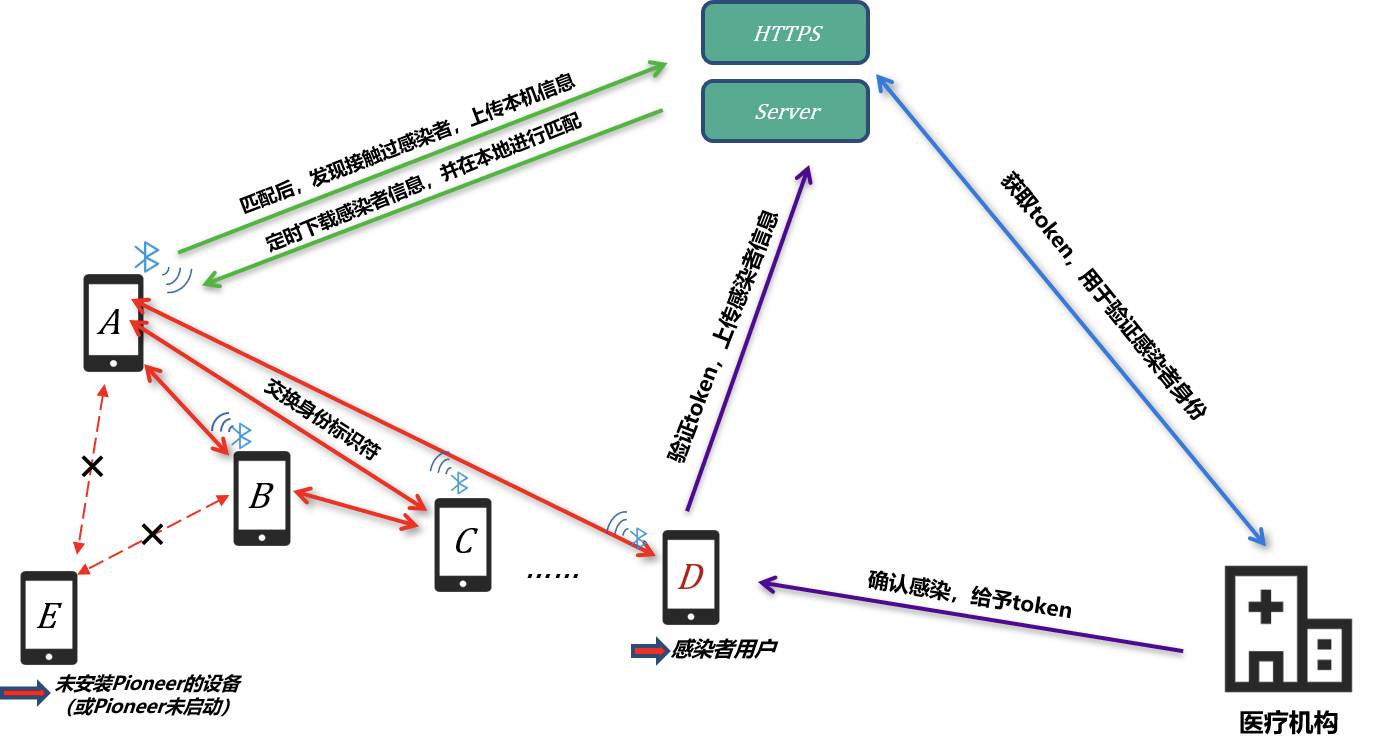 HTTPS
Server
匹配后，发现接触过感染者，上传本机信息
定时下载感染者信息，并在本地进行匹配
获取token，用于验证感染者身份
验证token，上传感染者信息
A
交换身份标识符
B
C
……
D
E
确认感染，给予token
感染者用户
未安装Pioneer的设备
（或Pioneer未启动）
医疗机构